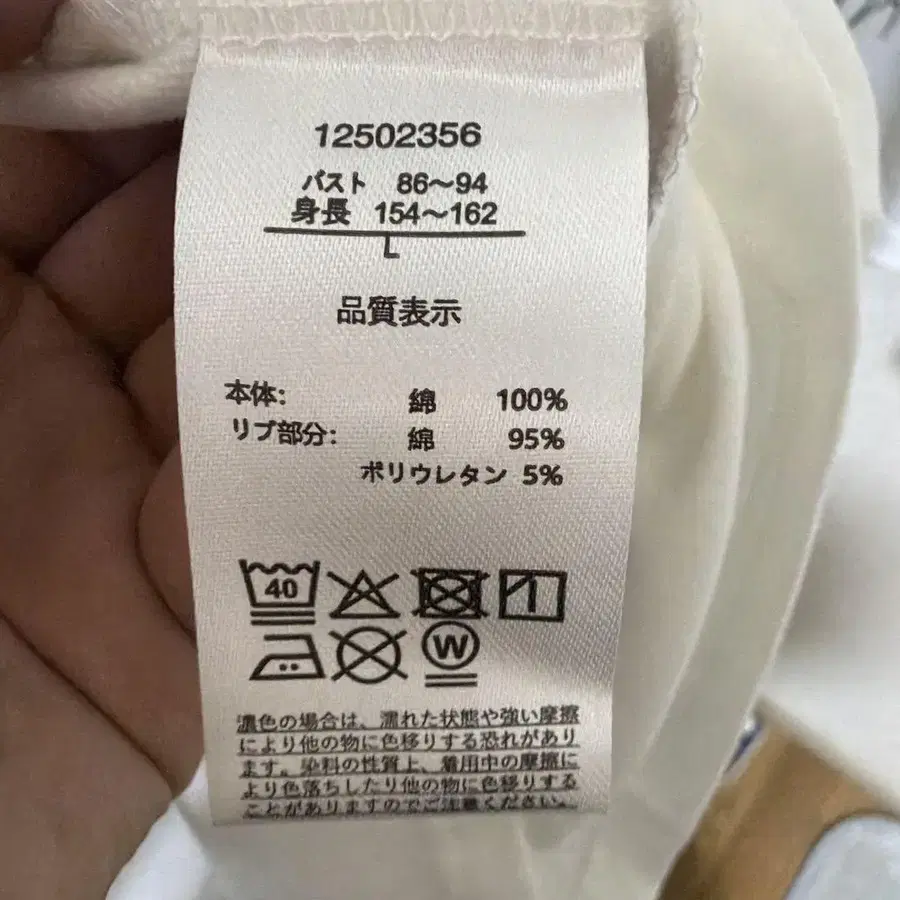 12502356
バスト 86～94
身長 154～162
L
品質表示
本体: 綿 100%
リブ部分: 綿 95%
ポリウレタン 5%
40
W
濃色の場合は、濡れた状態や強い摩擦
により他の物に色移りする恐れがあり
ます。染料の性質上、着用中の摩擦に
より色落ちしたり他の物に色移りする
ことがありますのでご注意ください。